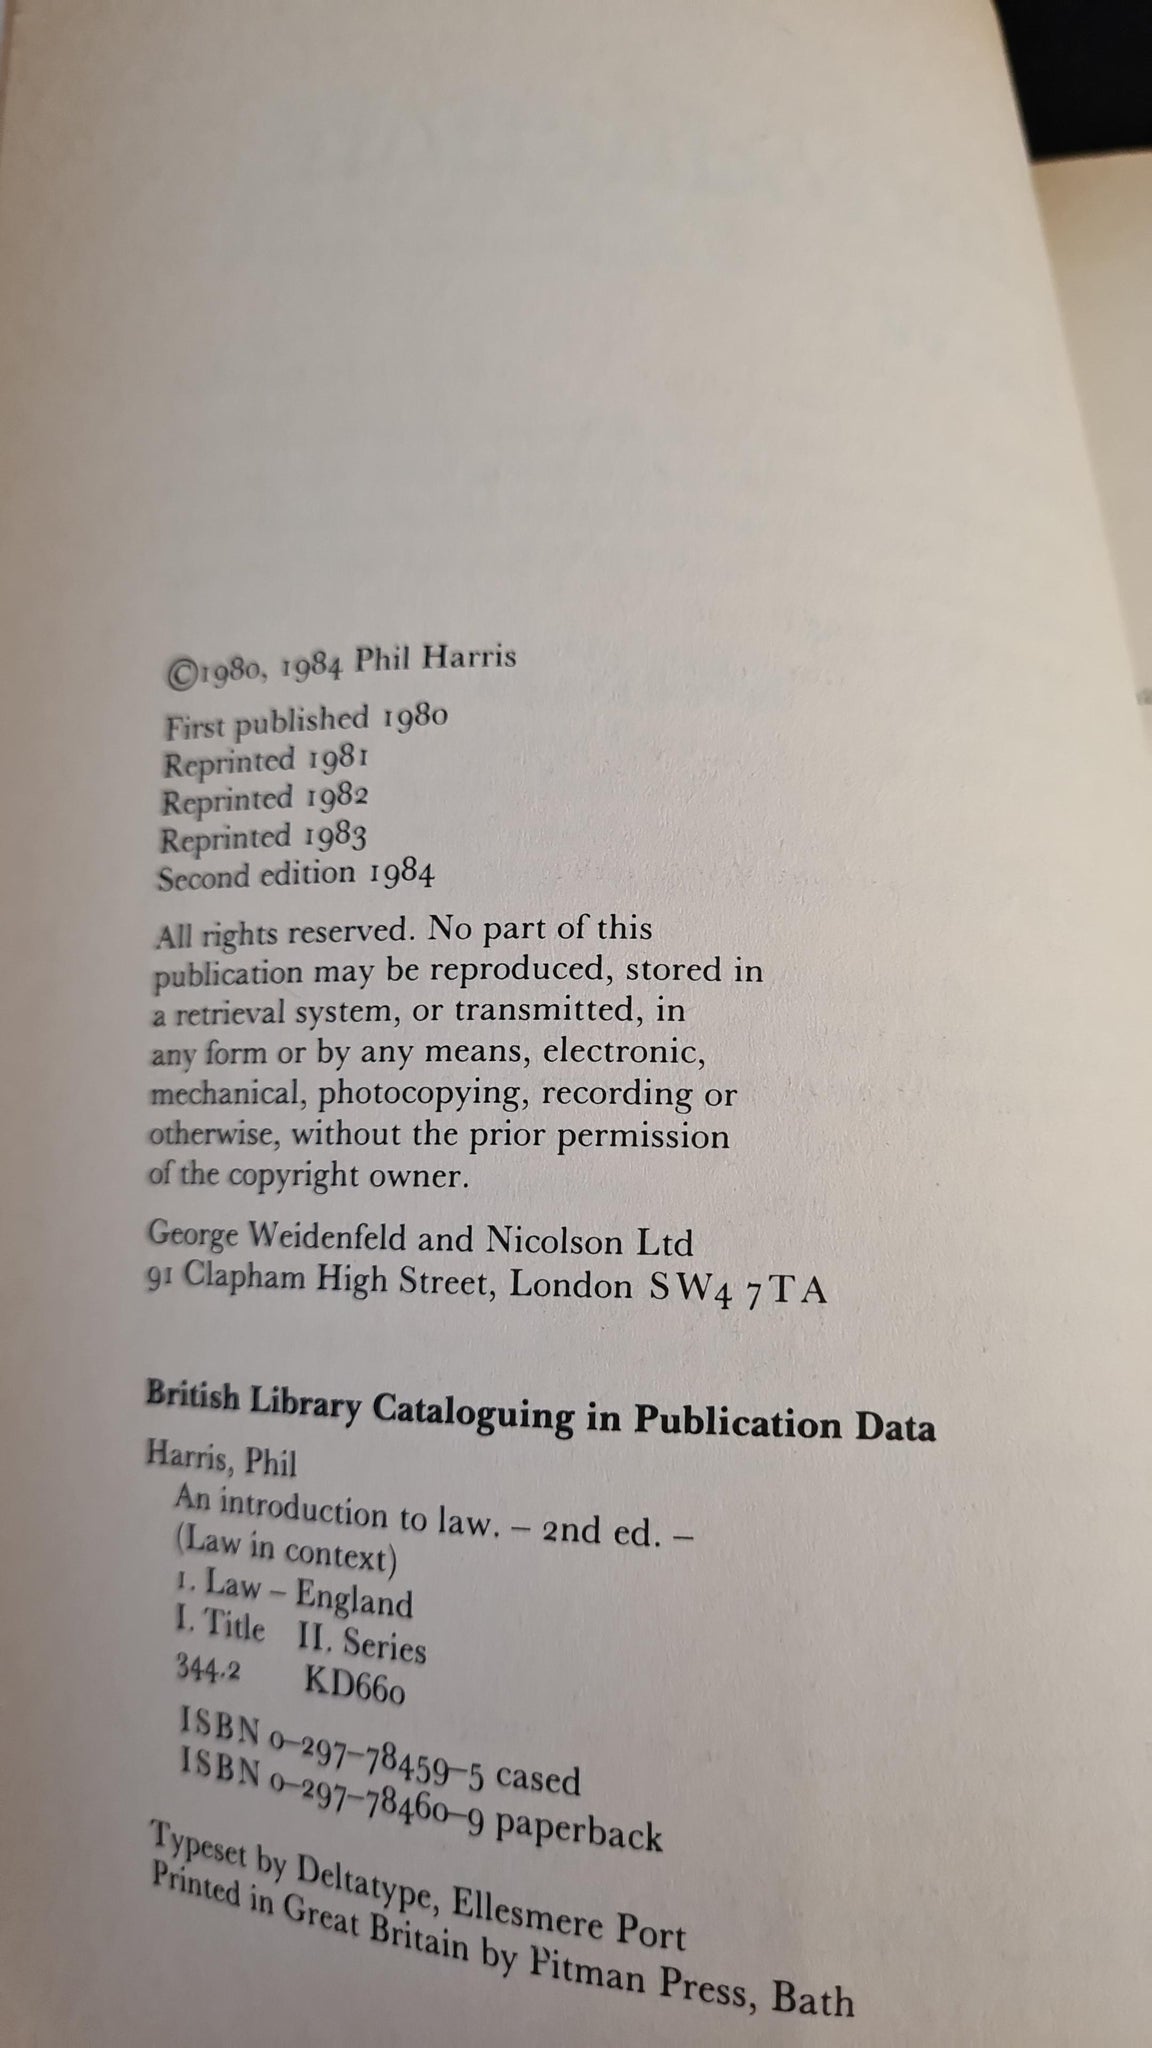 ©1980, 1984 Phil Harris
First published 1980
Reprinted 1981
Reprinted 1982
Reprinted 1983
Second edition 1984
All rights reserved. No part of this
publication may be reproduced, stored in
a retrieval system, or transmitted, in
any form or by any means, electronic,
mechanical, photocopying, recording or
otherwise, without the prior permission
of the copyright owner.
George Weidenfeld and Nicolson Ltd
91 Clapham High Street, London SW4 7TA
British Library Cataloguing in Publication Data
Harris, Phil
An introduction to law. – 2nd ed. –
(Law in context)
1. Law – England
I. Title II. Series
344.2 KD660
ISBN 0–297–78459–5 cased
ISBN 0–297–78460–9 paperback
Typeset by Deltatype, Ellesmere Port
Printed in Great Britain by Pitman Press, Bath